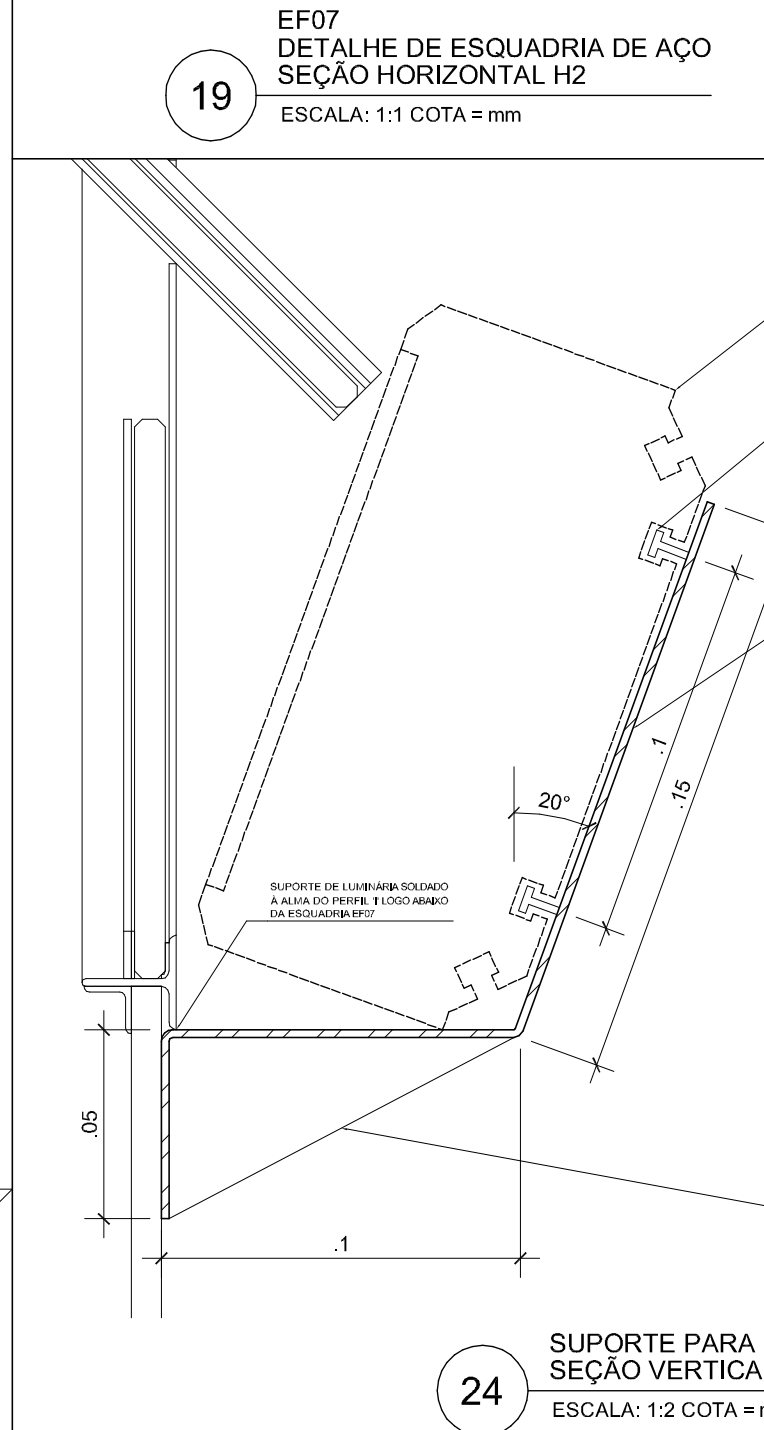 EF07
DETALHE DE ESQUADRIA DE AÇO
SEÇÃO HORIZONTAL H2
19
ESCALA: 1:1 COTA = mm
.1
.15
20°
SUPORTE DE LUMINÁRIA SOLDADO
À ALMA DO PERFIL 'I' LOGO ABAIXO
DA ESQUADRIA EF07
.05
.1
SUPORTE PARA
SEÇÃO VERTICA
24
ESCALA: 1:2 COTA =